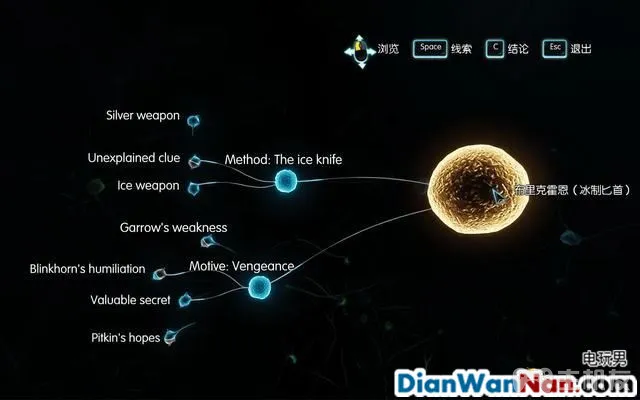 浏览 Space 线索 C 结论 Esc 退出
Silver weapon
Unexplained clue
Method: The ice knife
Ice weapon
布里克霍恩（冰制匕首）
Garrow's weakness
Blinkhorn's humiliation
Motive: Vengeance
Valuable secret
Pitkin's hopes
电玩男
DianWanNan.com